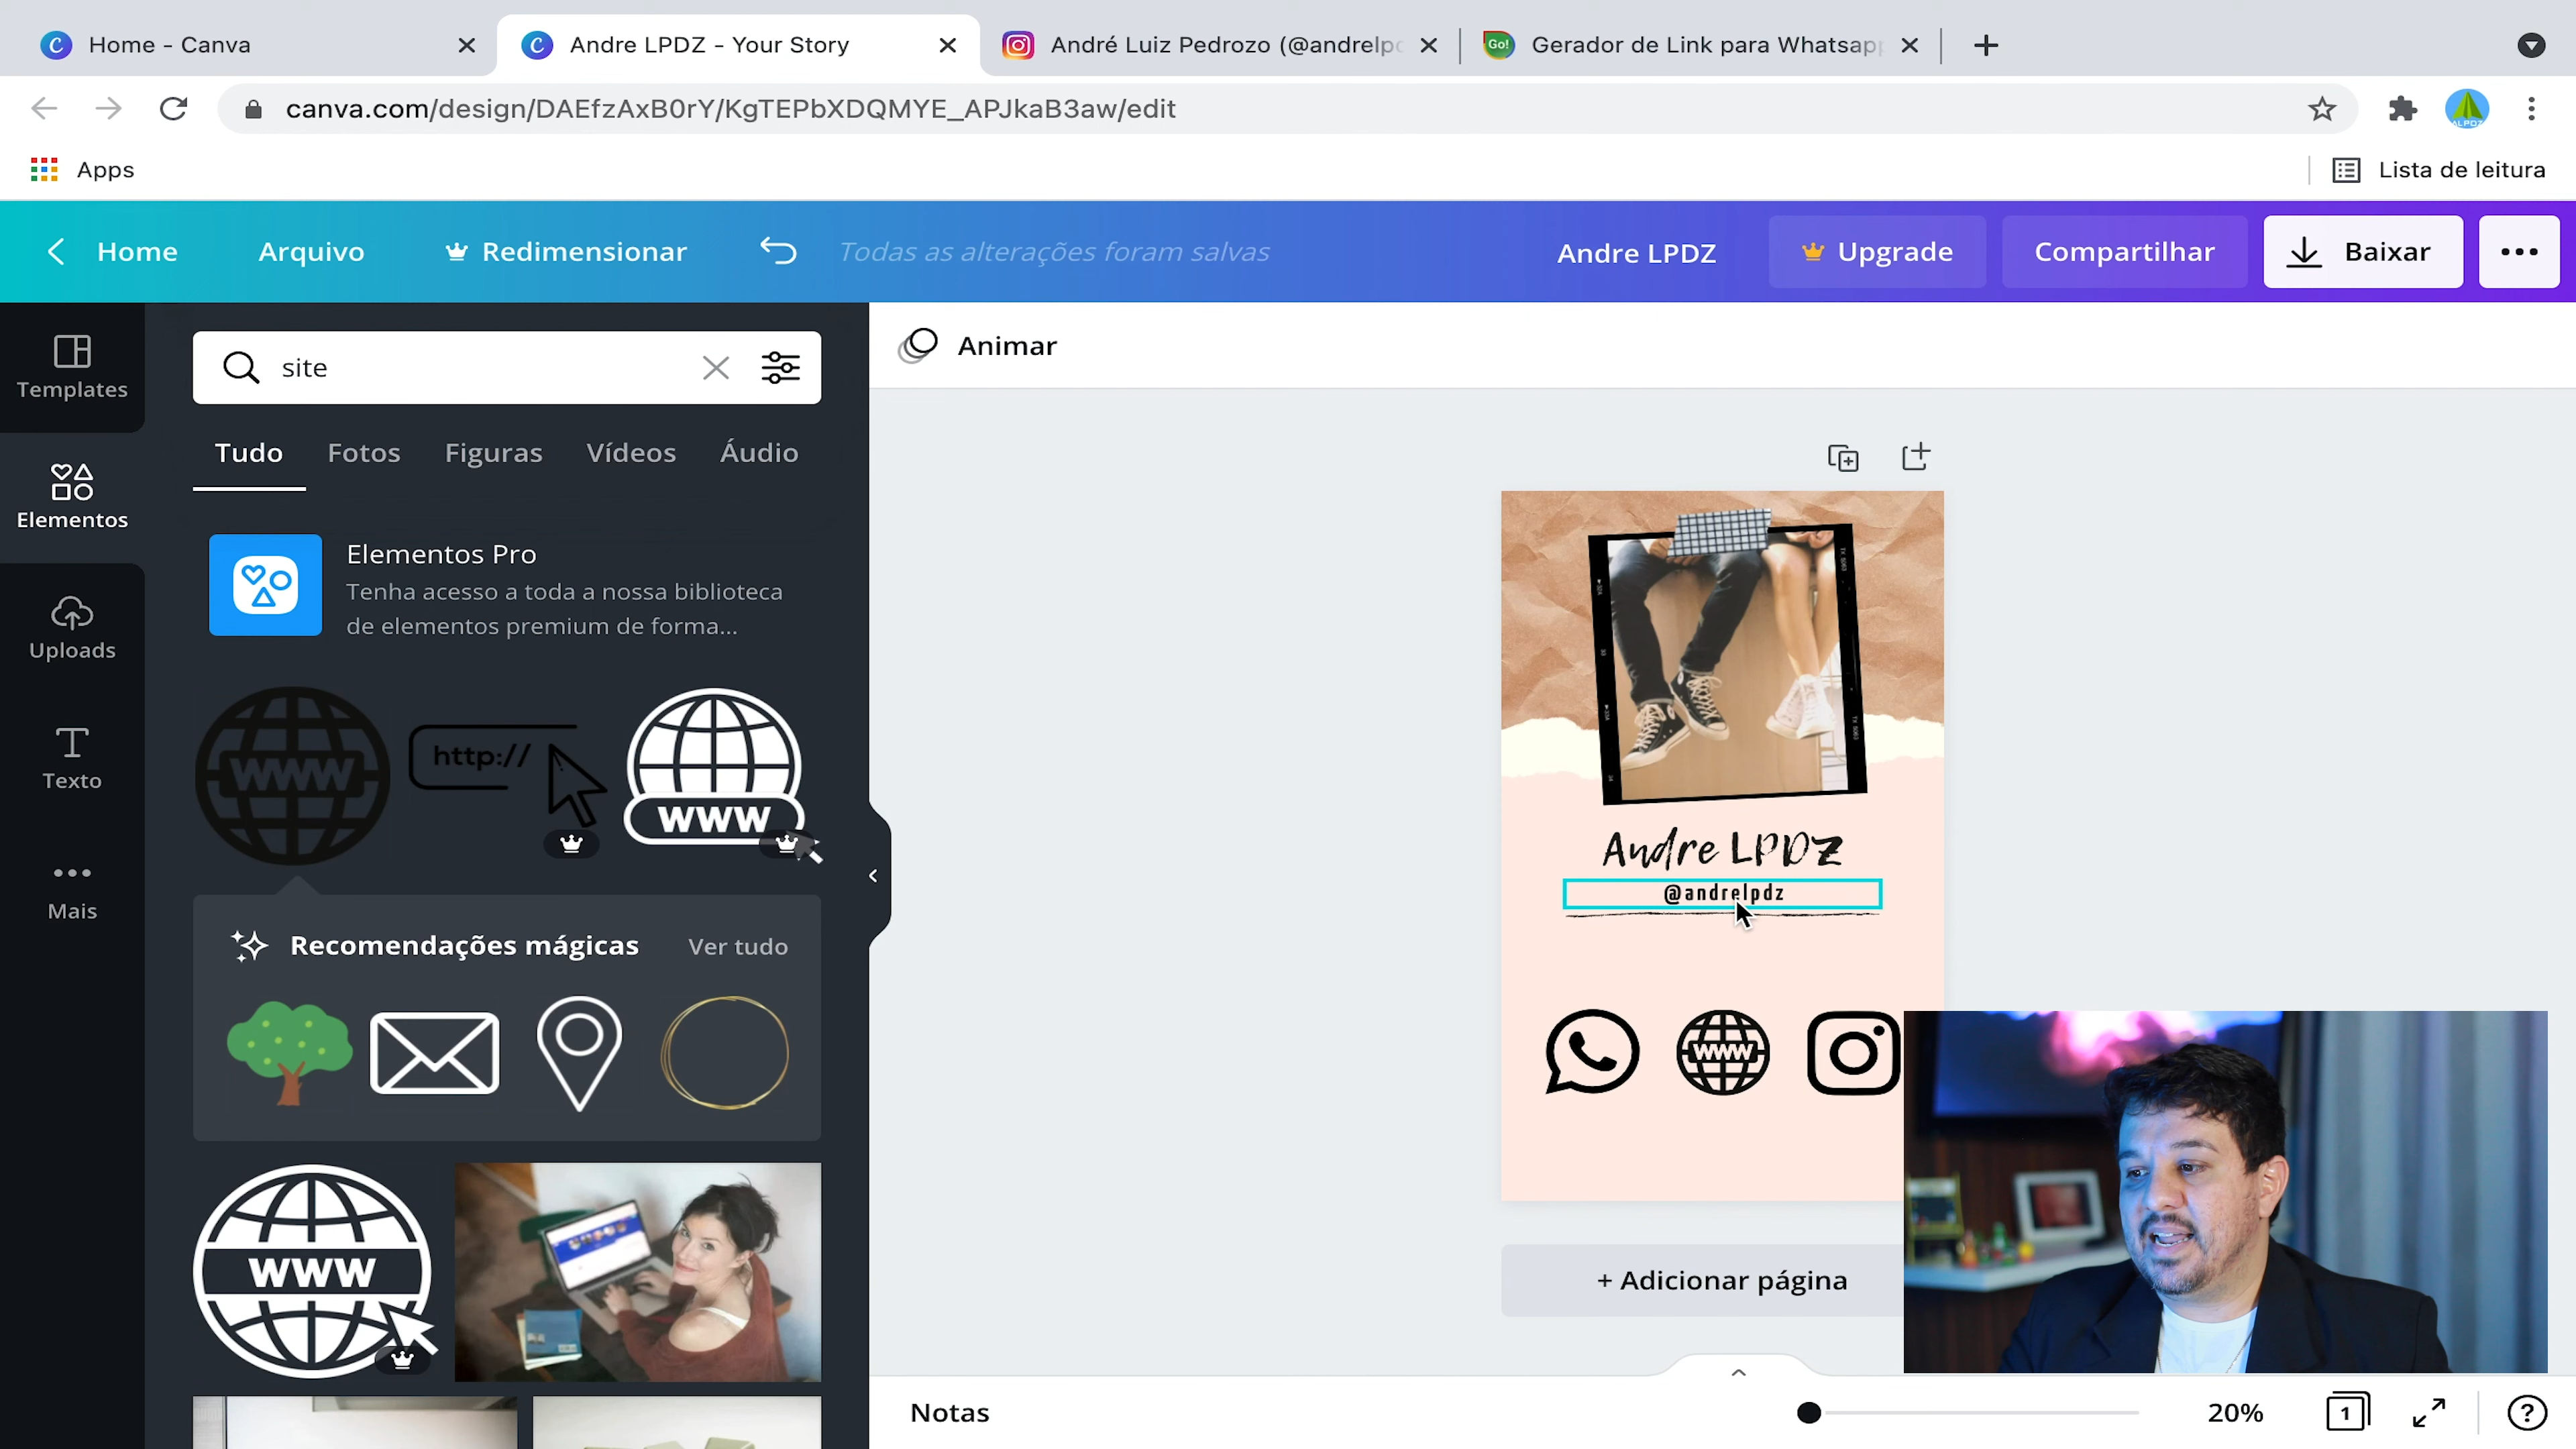 Home - Canva
Andre LPDZ - Your Story
André Luiz Pedrozo (@andrelpd
Go!
Gerador de Link para Whatsapp
canva.com/design/DAEfzAxB0rY/KgTEPbXDQMYE_APJkaB3aw/edit
Apps
Lista de leitura
Home
Arquivo
Redimensionar
Todas as alterações foram salvas
Andre LPDZ
Upgrade
Compartilhar
Baixar
Templates
Elementos
Uploads
Texto
Mais
site
Tudo
Fotos
Figuras
Vídeos
Áudio
Elementos Pro
Tenha acesso a toda a nossa biblioteca
de elementos premium de forma...
WWW
http://
WWW
Recomendações mágicas
Ver tudo
WWW
Animar
Andre LPDZ
@andrelpdz
WWW
+ Adicionar página
Notas
20%
1
?